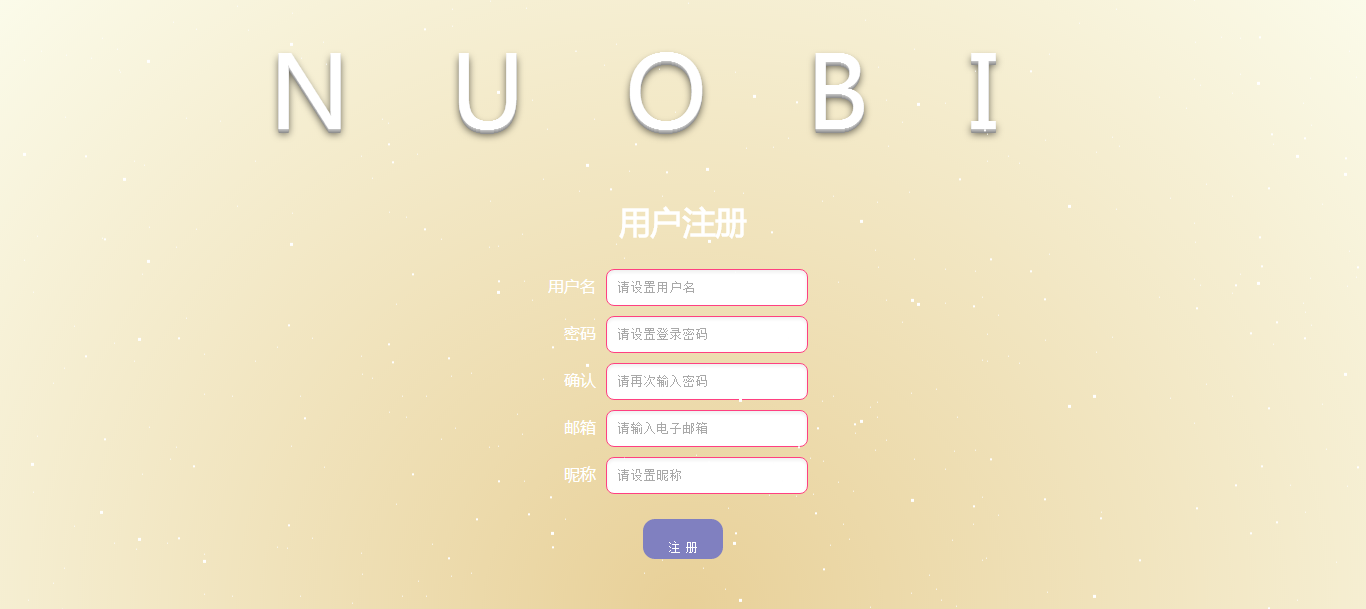 N U O B I
用户注册
用户名 请设置用户名
密码 请设置登录密码
确认 请再次输入密码
邮箱 请输入电子邮箱
昵称 请设置昵称
注 册